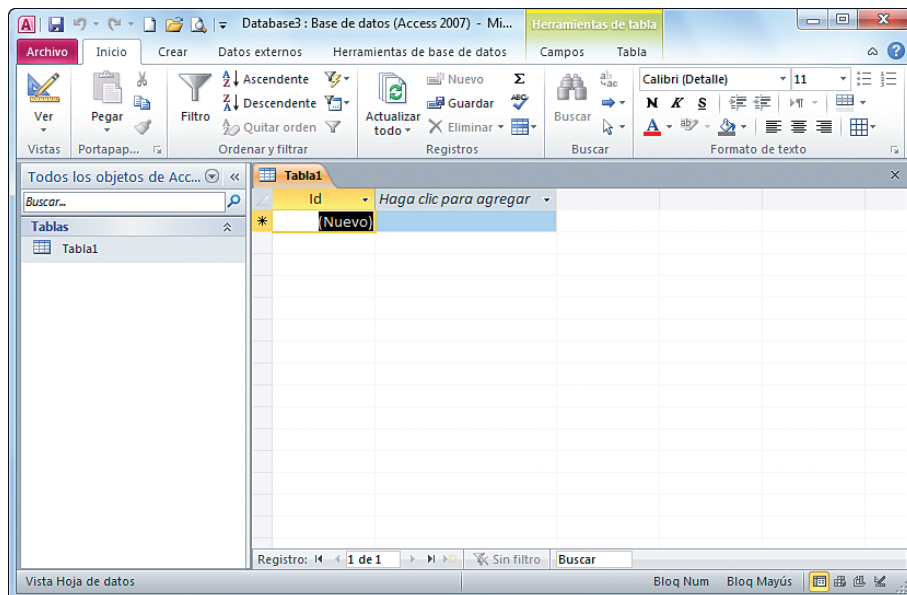 Database3 : Base de datos (Access 2007) - Mi...
Herramientas de tabla
Archivo Inicio Crear Datos externos Herramientas de base de datos Campos Tabla
Ver
Vistas
Pegar
Portapap...
Filtro
Ascendente
Descendente
Quitar orden
Ordenar y filtrar
Actualizar
todo
Nuevo
Guardar
Eliminar
Registros
Buscar
Buscar
Calibri (Detalle) 11
N K S
Formato de texto
Todos los objetos de Acc... «
Buscar...
Tablas
Tabla1
Tabla1
Id Haga clic para agregar
(Nuevo)
Registro: 1 de 1 Sin filtro Buscar
Vista Hoja de datos Bloq Num Bloq Mayús